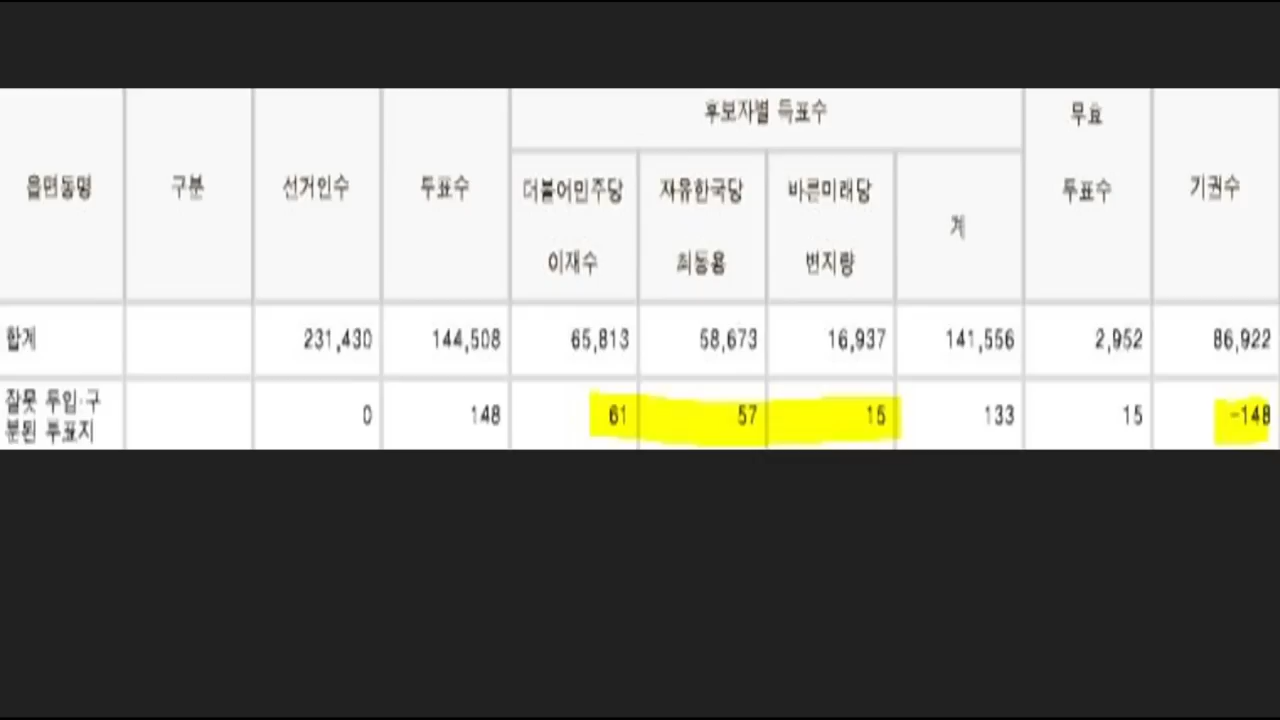 후보자별 득표수
무효
읍면동명 구분 선거인수 투표수 더불어민주당 자유한국당 바른미래당 계 투표수 기권수
이재수 최동용 변지량
합계 231,430 144,508 65,813 58,673 16,937 141,556 2,952 86,922
잘못 투입·구
분된 투표지 0 148 61 57 15 133 15 -148